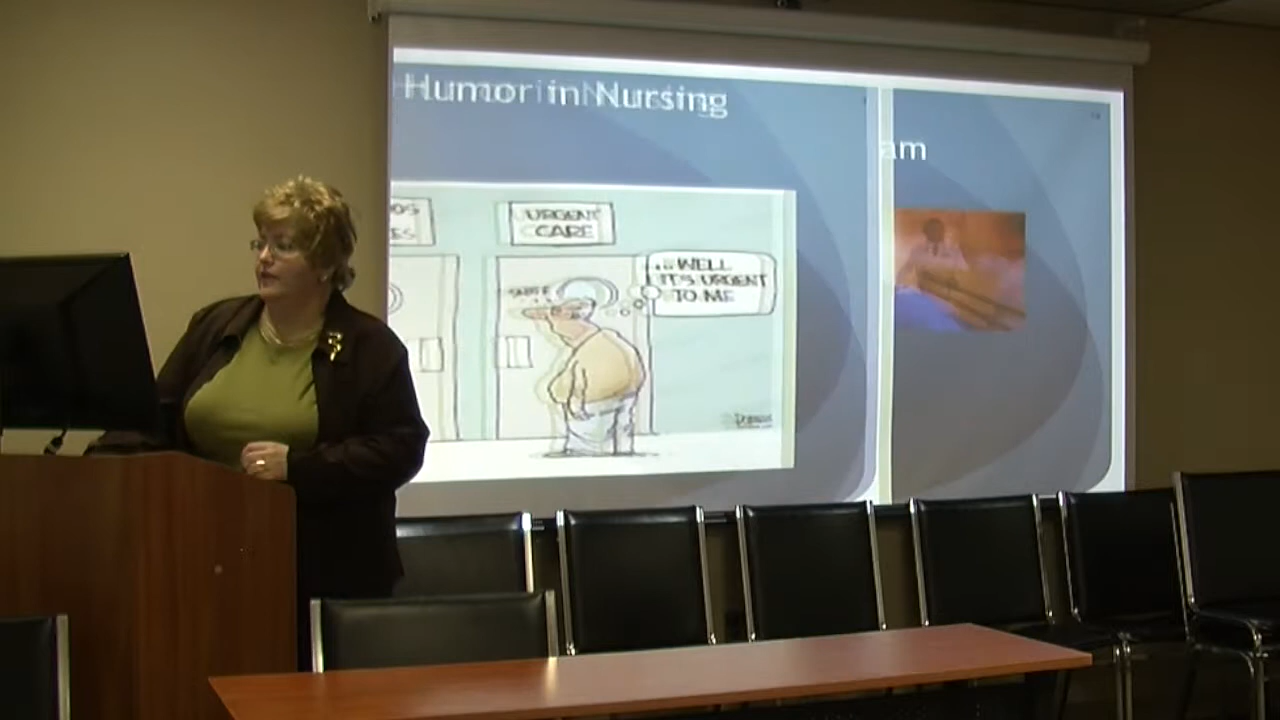 Humor in Nursing
am
URGENT
CARE
...WELL
IT'S URGENT
TO ME